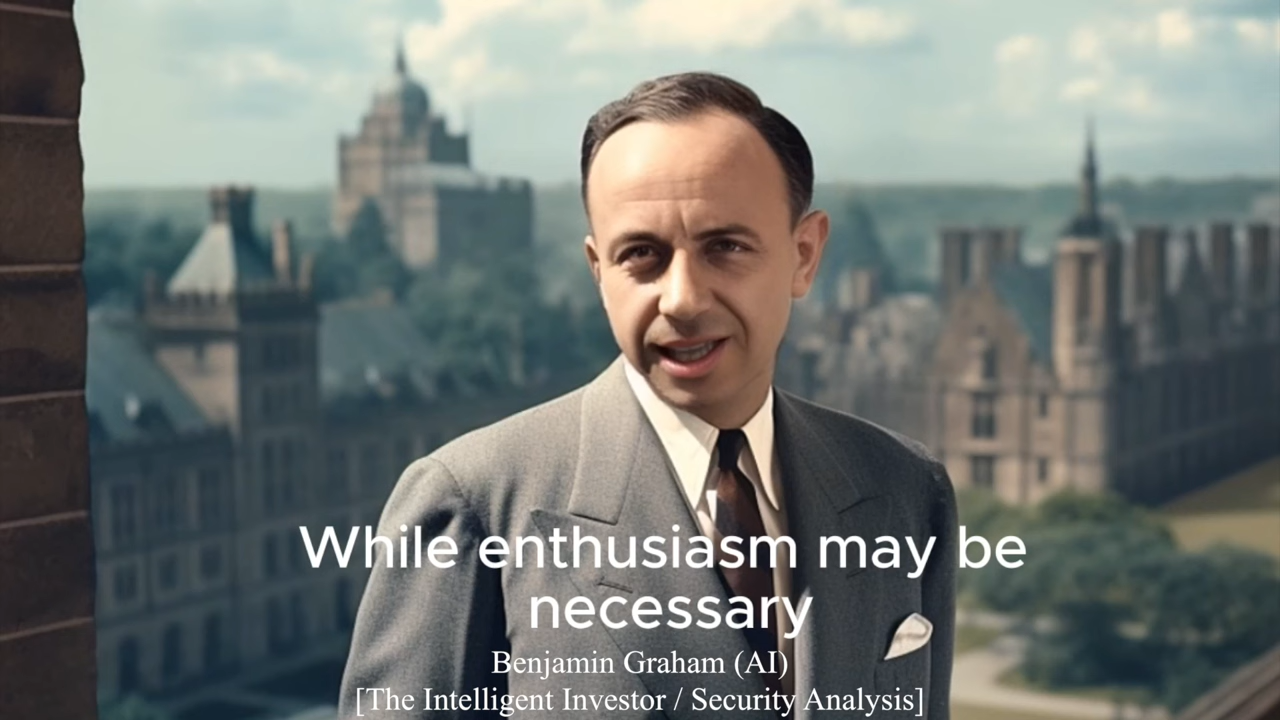 While enthusiasm may be
necessary
Benjamin Graham (AI)
[The Intelligent Investor / Security Analysis]